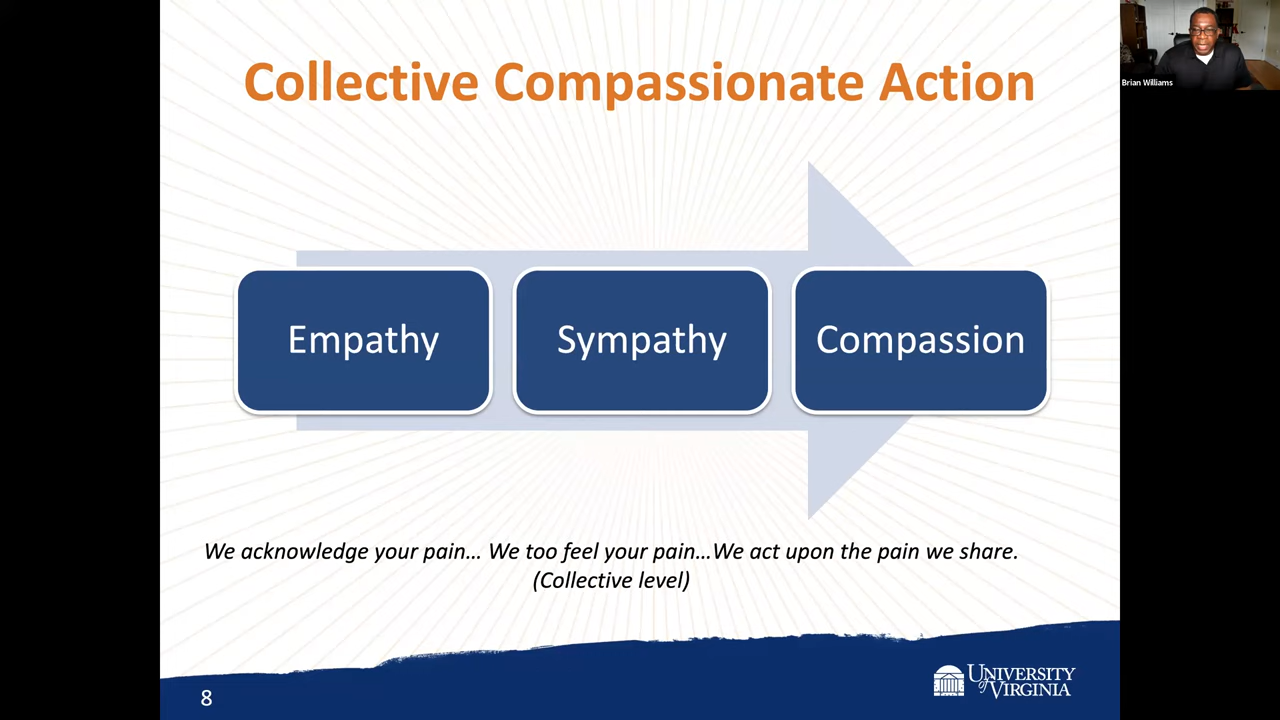 Collective Compassionate Action
Brian Williams
Empathy
Sympathy
Compassion
We acknowledge your pain... We too feel your pain...We act upon the pain we share.
(Collective level)
8
UNIVERSITY
of VIRGINIA